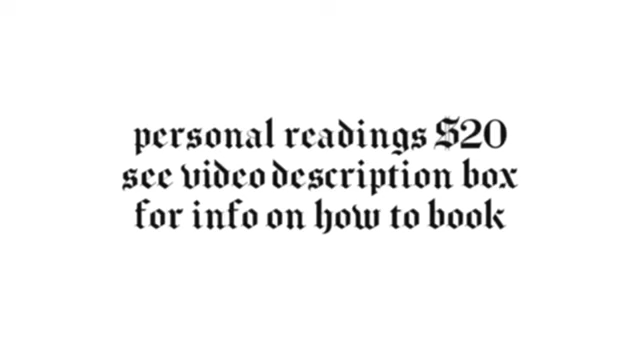 personal readings $20
see video description box
for info on how to book